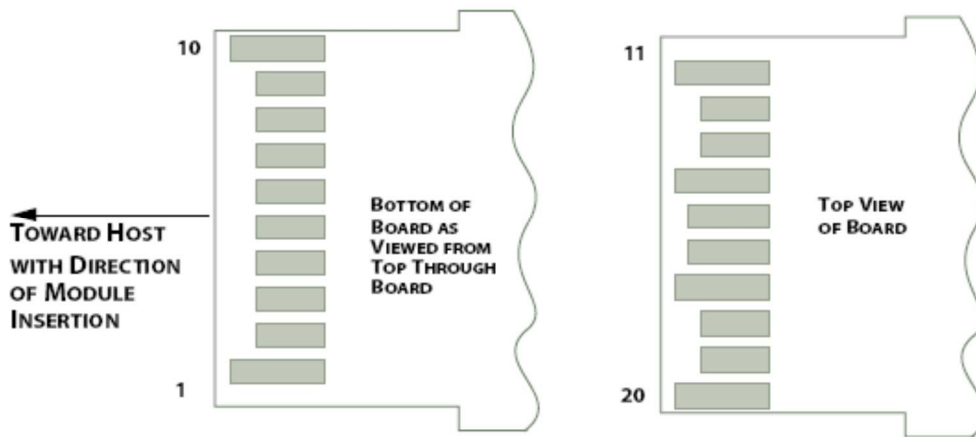 10
1
TOWARD HOST
WITH DIRECTION
OF MODULE
INSERTION
BOTTOM OF
BOARD AS
VIEWED FROM
TOP THROUGH
BOARD
11
20
TOP VIEW
OF BOARD